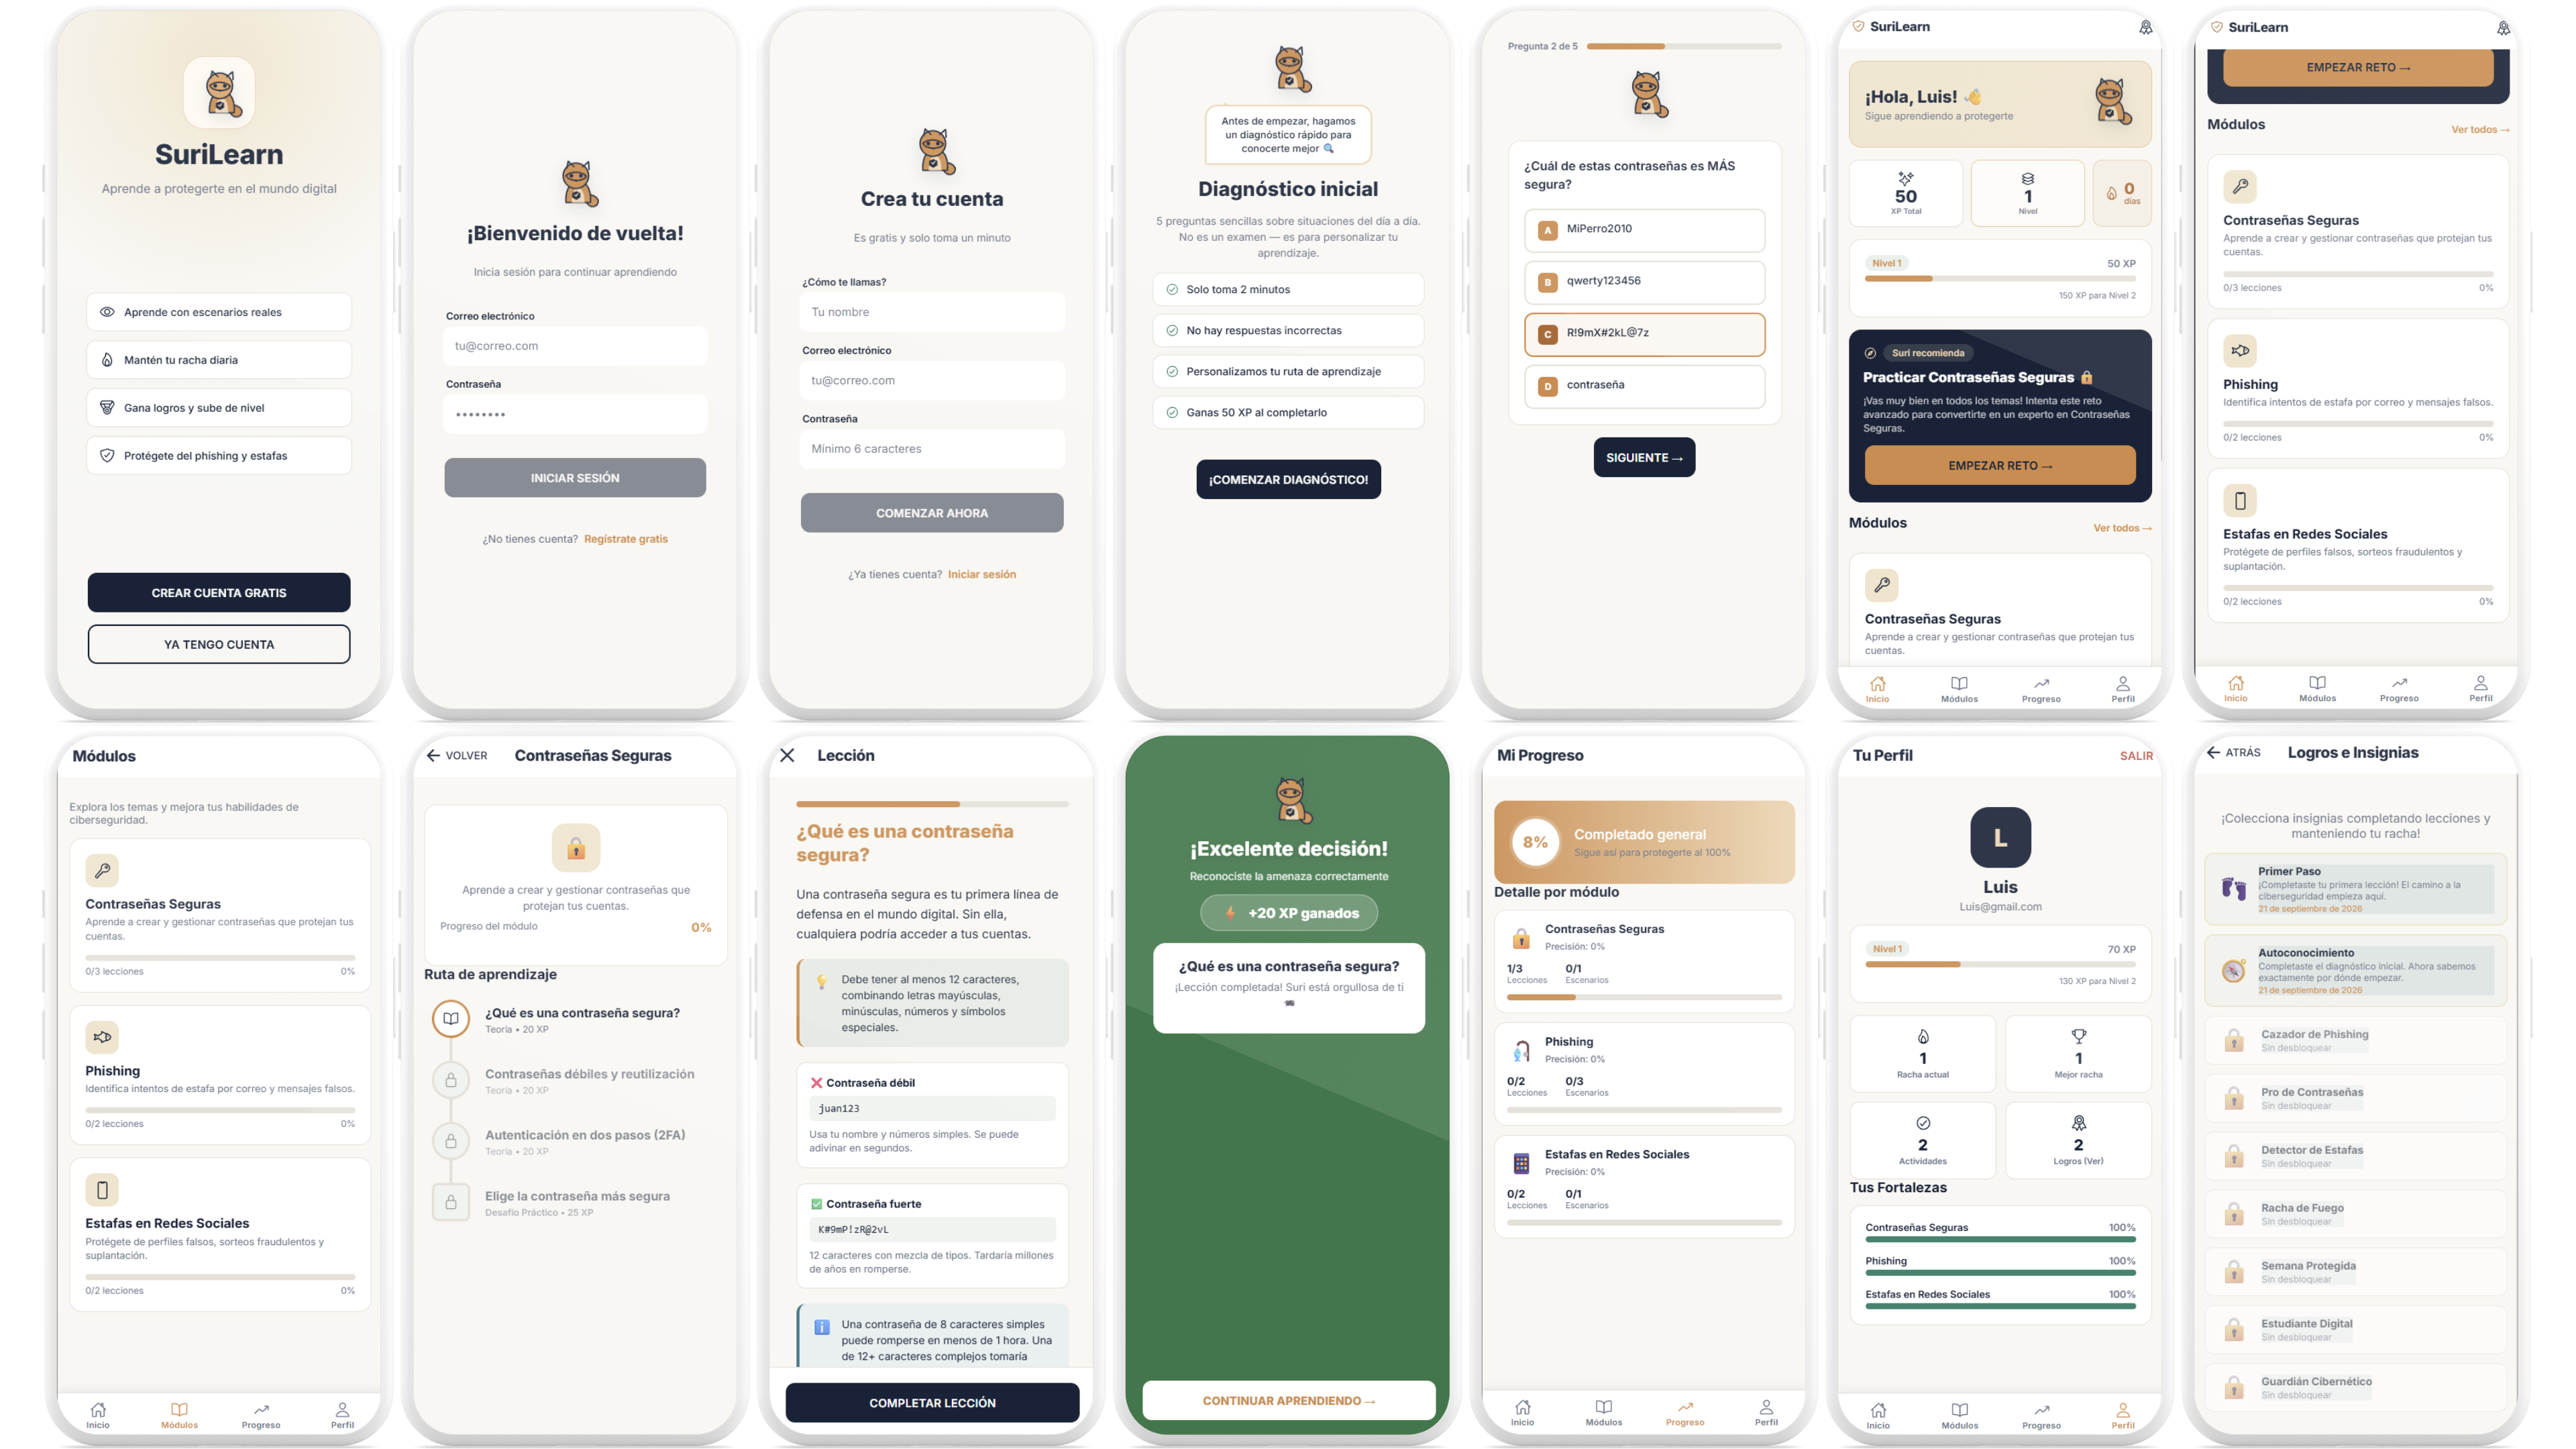 SuriLearn
Aprende a protegerte en el mundo digital
Aprende con escenarios reales
Mantén tu racha diaria
Gana logros y sube de nivel
Protégete del phishing y estafas
CREAR CUENTA GRATIS
YA TENGO CUENTA
¡Bienvenido de vuelta!
Inicia sesión para continuar aprendiendo
Correo electrónico
tu@correo.com
Contraseña
••••••••
INICIAR SESIÓN
¿No tienes cuenta? Regístrate gratis
Crea tu cuenta
Es gratis y solo toma un minuto
¿Cómo te llamas?
Tu nombre
Correo electrónico
tu@correo.com
Contraseña
Mínimo 6 caracteres
COMENZAR AHORA
¿Ya tienes cuenta? Iniciar sesión
Antes de empezar, hagamos
un diagnóstico rápido para
conocerte mejor 🔍
Diagnóstico inicial
5 preguntas sencillas sobre situaciones del día a día.
No es un examen — es para personalizar tu
aprendizaje.
Solo toma 2 minutos
No hay respuestas incorrectas
Personalizamos tu ruta de aprendizaje
Ganas 50 XP al completarlo
¡COMENZAR DIAGNÓSTICO!
Pregunta 2 de 5
¿Cuál de estas contraseñas es MÁS
segura?
A MiPerro2010
B qwerty123456
C R!9mX#2kL@7z
D contraseña
SIGUIENTE →
SuriLearn
¡Hola, Luis! 👋
Sigue aprendiendo a protegerte
50
XP Total
1
Nivel
0
días
Nivel 1 50 XP
150 XP para Nivel 2
Suri recomienda
Practicar Contraseñas Seguras 🔒
¡Vas muy bien en todos los temas! Intenta este reto
avanzado para convertirte en un experto en Contraseñas
Seguras.
EMPEZAR RETO →
Módulos Ver todos →
Contraseñas Seguras
Aprende a crear y gestionar contraseñas que protejan tus
cuentas.
Inicio Módulos Progreso Perfil
SuriLearn
EMPEZAR RETO →
Módulos Ver todos →
Contraseñas Seguras
Aprende a crear y gestionar contraseñas que protejan tus
cuentas.
0/3 lecciones 0%
Phishing
Identifica intentos de estafa por correo y mensajes falsos.
0/2 lecciones 0%
Estafas en Redes Sociales
Protégete de perfiles falsos, sorteos fraudulentos y
suplantación.
0/2 lecciones 0%
Inicio Módulos Progreso Perfil
Módulos
Explora los temas y mejora tus habilidades de
ciberseguridad.
Contraseñas Seguras
Aprende a crear y gestionar contraseñas que protejan tus
cuentas.
0/3 lecciones 0%
Phishing
Identifica intentos de estafa por correo y mensajes falsos.
0/2 lecciones 0%
Estafas en Redes Sociales
Protégete de perfiles falsos, sorteos fraudulentos y
suplantación.
0/2 lecciones 0%
Inicio Módulos Progreso Perfil
← VOLVER Contraseñas Seguras
Aprende a crear y gestionar contraseñas que
protejan tus cuentas.
Progreso del módulo 0%
Ruta de aprendizaje
¿Qué es una contraseña segura?
Teoría • 20 XP
Contraseñas débiles y reutilización
Teoría • 20 XP
Autenticación en dos pasos (2FA)
Teoría • 20 XP
Elige la contraseña más segura
Desafío Práctico • 25 XP
Lección
¿Qué es una contraseña
segura?
Una contraseña segura es tu primera línea de
defensa en el mundo digital. Sin ella,
cualquiera podría acceder a tus cuentas.
Debe tener al menos 12 caracteres,
combinando letras mayúsculas,
minúsculas, números y símbolos
especiales.
❌ Contraseña débil
juan123
Usa tu nombre y números simples. Se puede
adivinar en segundos.
✅ Contraseña fuerte
K#9mP!zR@2vL
12 caracteres con mezcla de tipos. Tardaría millones
de años en romperse.
Una contraseña de 8 caracteres simples
puede romperse en menos de 1 hora. Una
de 12+ caracteres complejos tomaría
COMPLETAR LECCIÓN
¡Excelente decisión!
Reconociste la amenaza correctamente
⚡ +20 XP ganados
¿Qué es una contraseña segura?
¡Lección completada! Suri está orgullosa de ti
CONTINUAR APRENDIENDO →
Mi Progreso
8% Completado general
Sigue así para protegerte al 100%
Detalle por módulo
Contraseñas Seguras
Precisión: 0%
1/3 0/1
Lecciones Escenarios
Phishing
Precisión: 0%
0/2 0/3
Lecciones Escenarios
Estafas en Redes Sociales
Precisión: 0%
0/2 0/1
Lecciones Escenarios
Inicio Módulos Progreso Perfil
Tu Perfil SALIR
L
Luis
Luis@gmail.com
Nivel 1 70 XP
130 XP para Nivel 2
1
Racha actual
1
Mejor racha
2
Actividades
2
Logros (Ver)
Tus Fortalezas
Contraseñas Seguras 100%
Phishing 100%
Estafas en Redes Sociales 100%
Inicio Módulos Progreso Perfil
← ATRÁS Logros e Insignias
¡Colecciona insignias completando lecciones y
manteniendo tu racha!
Primer Paso
¡Completaste tu primera lección! El camino a la
ciberseguridad empieza aquí.
21 de septiembre de 2026
Autoconocimiento
Completaste el diagnóstico inicial. Ahora sabemos
exactamente por dónde empezar.
21 de septiembre de 2026
Cazador de Phishing
Sin desbloquear
Pro de Contraseñas
Sin desbloquear
Detector de Estafas
Sin desbloquear
Racha de Fuego
Sin desbloquear
Semana Protegida
Sin desbloquear
Estudiante Digital
Sin desbloquear
Guardián Cibernético
Sin desbloquear